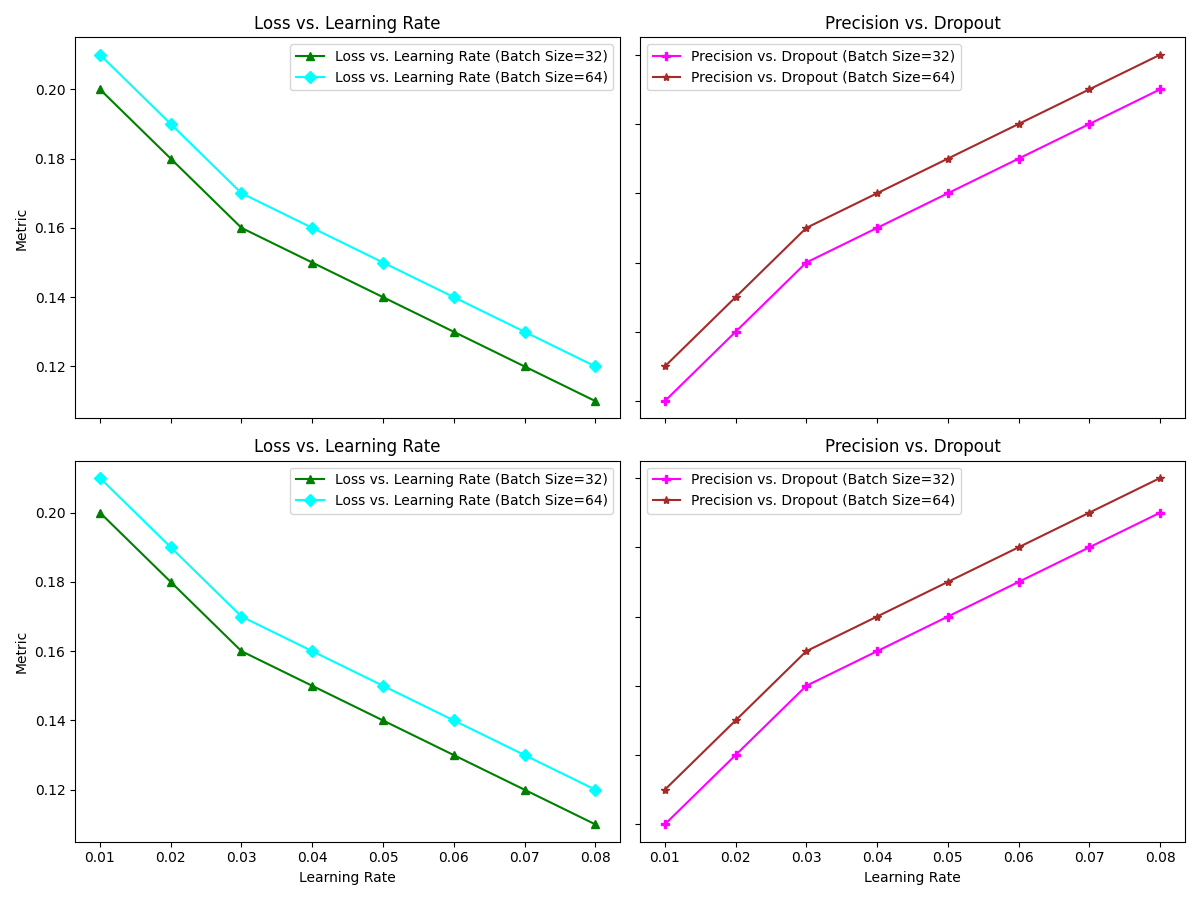 Loss vs. Learning Rate
Precision vs. Dropout
Loss vs. Learning Rate (Batch Size=32)
Loss vs. Learning Rate (Batch Size=64)
Precision vs. Dropout (Batch Size=32)
Precision vs. Dropout (Batch Size=64)
0.20
0.18
0.16
0.14
0.12
Metric
Loss vs. Learning Rate
Precision vs. Dropout
Loss vs. Learning Rate (Batch Size=32)
Loss vs. Learning Rate (Batch Size=64)
Precision vs. Dropout (Batch Size=32)
Precision vs. Dropout (Batch Size=64)
0.20
0.18
0.16
0.14
0.12
Metric
0.01 0.02 0.03 0.04 0.05 0.06 0.07 0.08
Learning Rate
0.01 0.02 0.03 0.04 0.05 0.06 0.07 0.08
Learning Rate